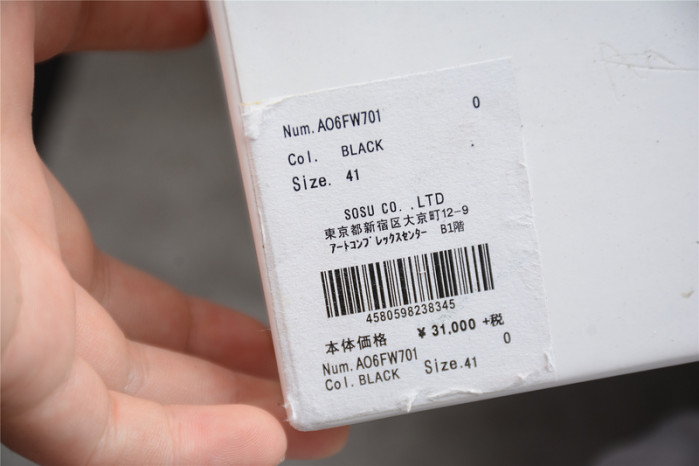 Num. A06FW701 0
Col. BLACK
Size. 41
SOSU CO. .LTD
東京都新宿区大京町12-9
アートコンプレックスセンター B1階
4580598238345
本体価格 ¥31,000 +税
Num. A06FW701 0
Col. BLACK Size. 41